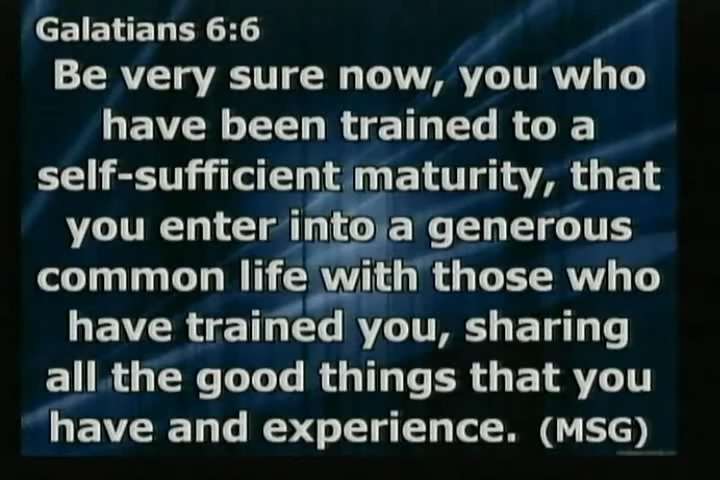 Galatians 6:6
Be very sure now, you who
have been trained to a
self-sufficient maturity, that
you enter into a generous
common life with those who
have trained you, sharing
all the good things that you
have and experience. (MSG)